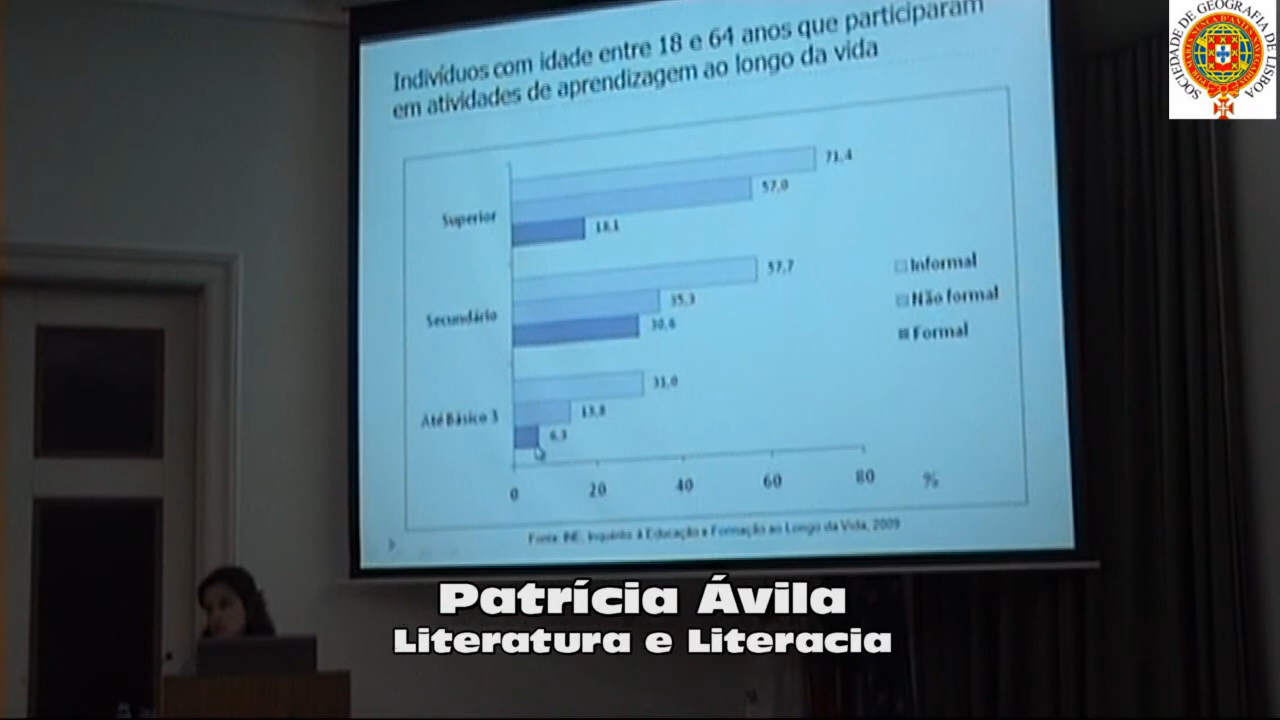 Indivíduos com idade entre 18 e 64 anos que participaram
em atividades de aprendizagem ao longo da vida
SOCIEDADE DE GEOGRAFIA DE LISBOA
71,4
57,0
Superior
18,1
57,7
35,3
Secundário
30,6
31,0
13,8
Até Básico 3
6,3
Informal
Não formal
Formal
0 20 40 60 80 %
Fonte: INE, Inquérito à Educação e Formação ao Longo da Vida, 2009
Patrícia Ávila
Literatura e Literacia